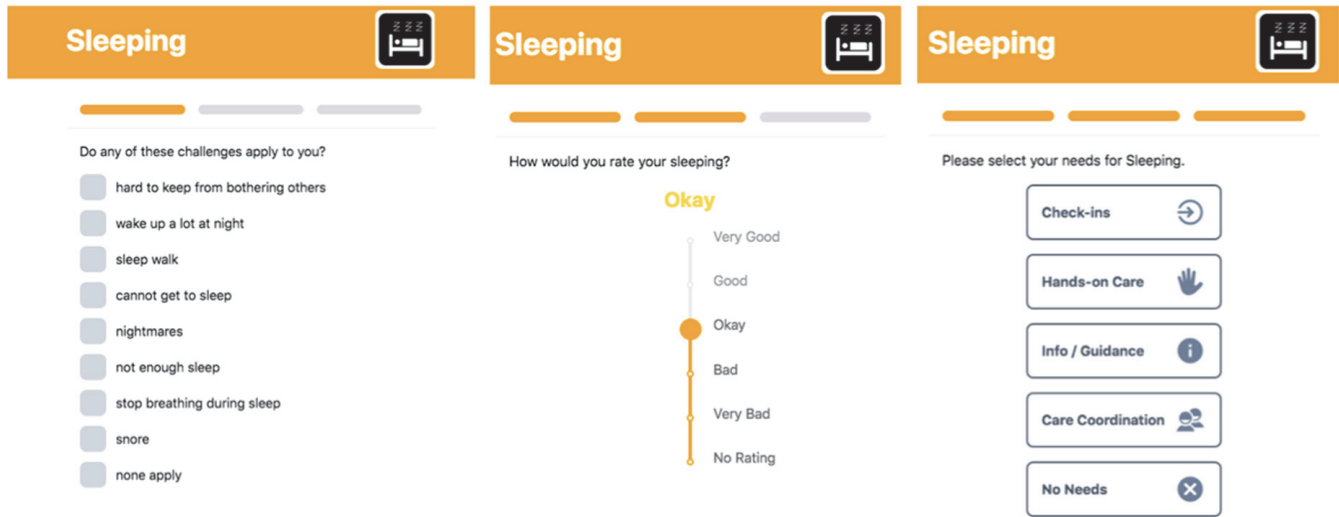 Sleeping
Z Z Z
Do any of these challenges apply to you?
hard to keep from bothering others
wake up a lot at night
sleep walk
cannot get to sleep
nightmares
not enough sleep
stop breathing during sleep
snore
none apply
Sleeping
Z Z Z
How would you rate your sleeping?
Okay
Very Good
Good
Okay
Bad
Very Bad
No Rating
Sleeping
Z Z Z
Please select your needs for Sleeping.
Check-ins
Hands-on Care
Info / Guidance
i
Care Coordination
No Needs